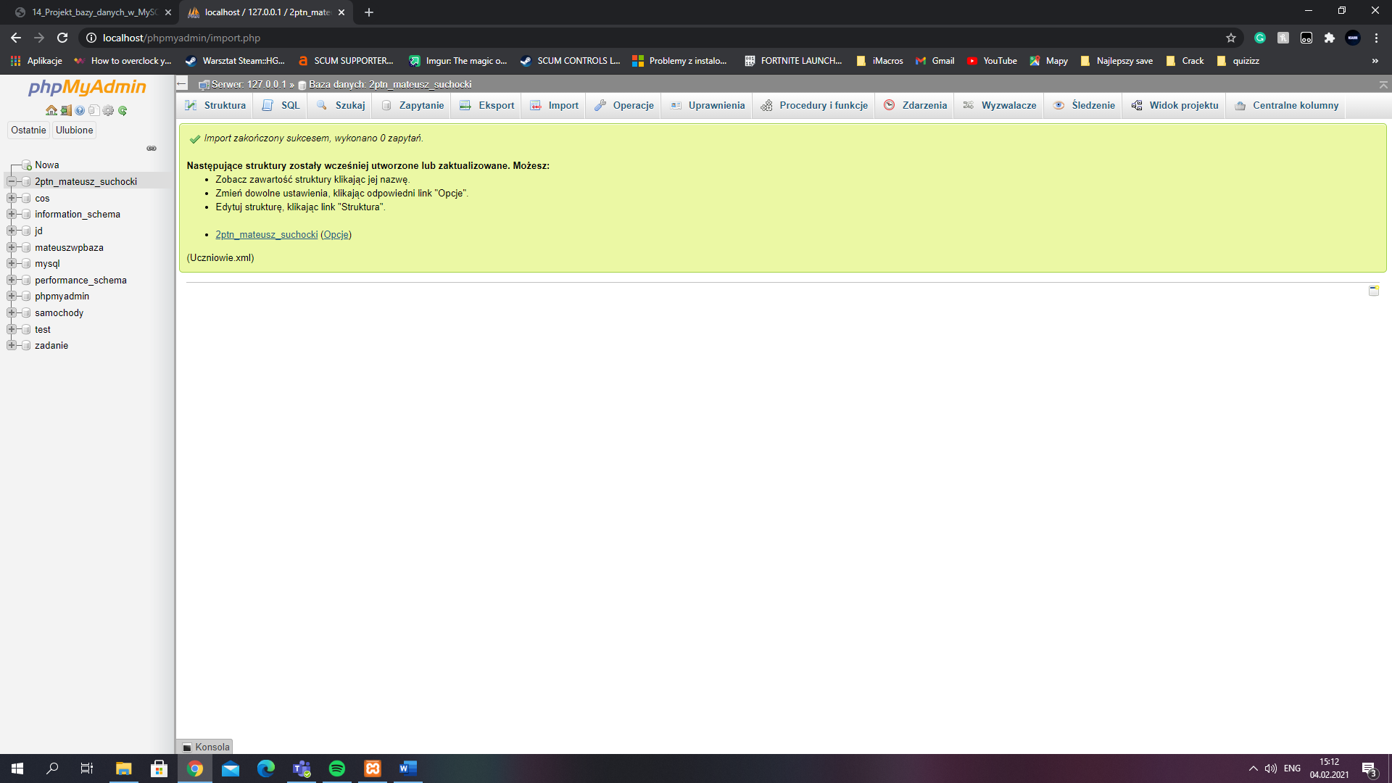 14_Projekt_bazy_danych_w_MySQ
localhost / 127.0.0.1 / 2ptn_mate
localhost/phpmyadmin/import.php
Aplikacje How to overclock y... Warsztat Steam::HG... SCUM SUPPORTER... Imgur: The magic o... SCUM CONTROLS L... Problemy z instalo... FORTNITE LAUNCH... iMacros Gmail YouTube Mapy Najlepszy save Crack quizizz »
phpMyAdmin
Ostatnie Ulubione
Nowa
2ptn_mateusz_suchocki
cos
information_schema
jd
mateuszwpbaza
mysql
performance_schema
phpmyadmin
samochody
test
zadanie
Serwer: 127.0.0.1 » Baza danych: 2ptn_mateusz_suchocki
Struktura SQL Szukaj Zapytanie Eksport Import Operacje Uprawnienia Procedury i funkcje Zdarzenia Wyzwalacze Śledzenie Widok projektu Centralne kolumny
Import zakończony sukcesem, wykonano 0 zapytań.
Następujące struktury zostały wcześniej utworzone lub zaktualizowane. Możesz:
Zobacz zawartość struktury klikając jej nazwę.
Zmień dowolne ustawienia, klikając odpowiedni link "Opcje".
Edytuj strukturę, klikając link "Struktura".
2ptn_mateusz_suchocki (Opcje)
(Uczniowie.xml)
Konsola
ENG
15:12
04.02.2021
3